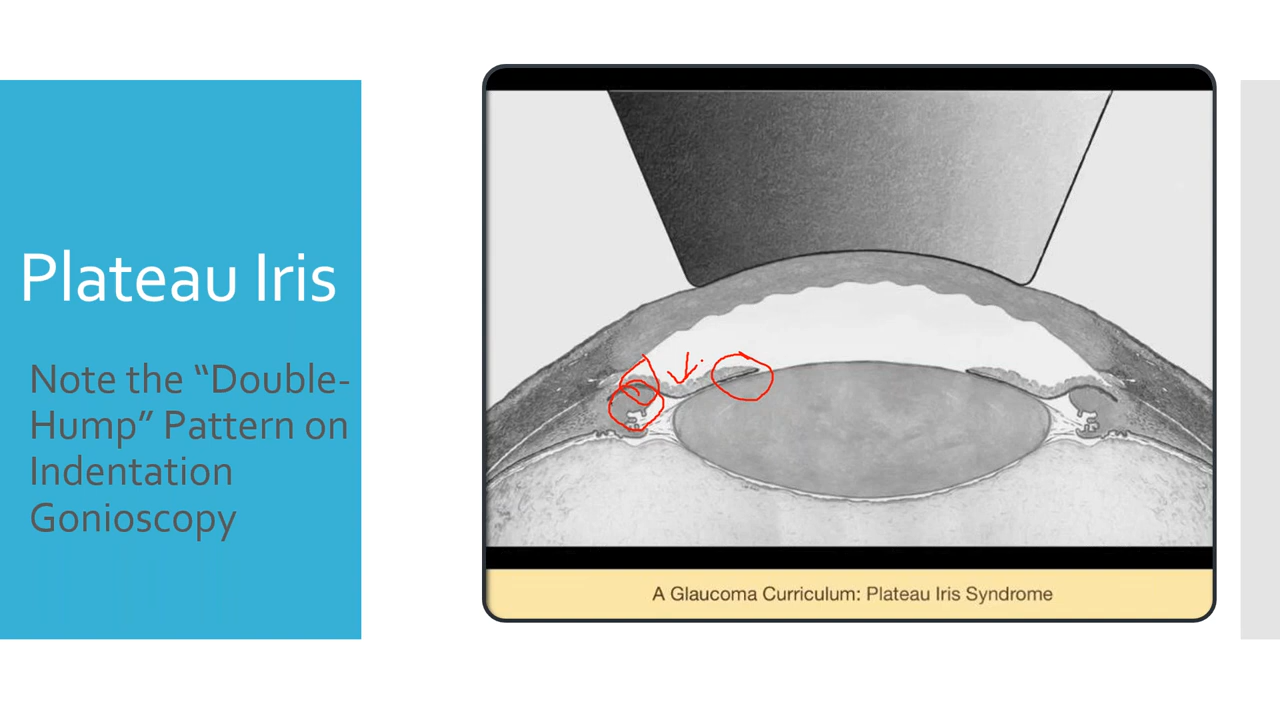 Plateau Iris
Note the “Double-
Hump” Pattern on
Indentation
Gonioscopy
A Glaucoma Curriculum: Plateau Iris Syndrome